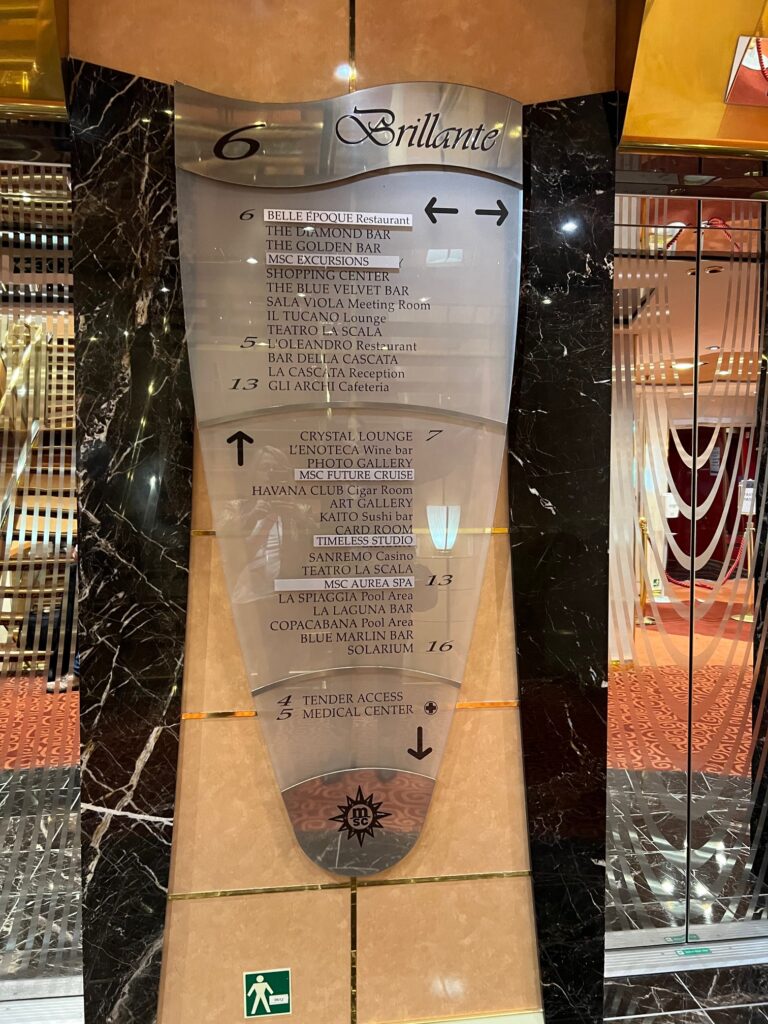 6 Brillante
6 BELLE ÉPOQUE Restaurant ← →
THE DIAMOND BAR
THE GOLDEN BAR
MSC EXCURSIONS
SHOPPING CENTER
THE BLUE VELVET BAR
SALA VIOLA Meeting Room
IL TUCANO Lounge
TEATRO LA SCALA
5 L'OLEANDRO Restaurant
BAR DELLA CASCATA
LA CASCATA Reception
13 GLI ARCHI Cafeteria
↑ CRYSTAL LOUNGE 7
L'ENOTECA Wine bar
PHOTO GALLERY
MSC FUTURE CRUISE
HAVANA CLUB Cigar Room
ART GALLERY
KAITO Sushi bar
CARD ROOM
TIMELESS STUDIO
SANREMO Casino
TEATRO LA SCALA
MSC AUREA SPA 13
LA SPIAGGIA Pool Area
LA LAGUNA BAR
COPACABANA Pool Area
BLUE MARLIN BAR
SOLARIUM 16
4 TENDER ACCESS
5 MEDICAL CENTER
↓
msc